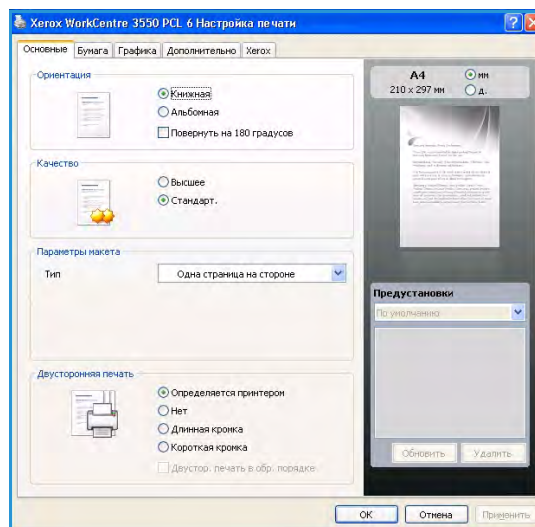 Xerox WorkCentre 3550 PCL 6 Настройка печати
Основные Бумага Графика Дополнительно Xerox
Ориентация
Книжная
Альбомная
Повернуть на 180 градусов
Качество
Высшее
Стандарт.
Параметры макета
Тип Одна страница на стороне
Двусторонняя печать
Определяется принтером
Нет
Длинная кромка
Короткая кромка
Двустор. печать в обр. порядке
A4 мм
210 x 297 мм д.
Предустановки
По умолчанию
Обновить Удалить
OK Отмена Применить